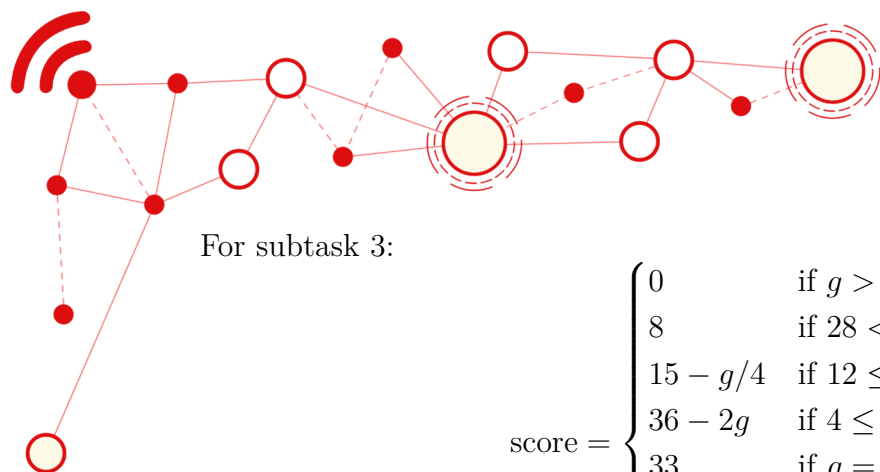 For subtask 3:
0 if g >
8 if 28 <
15 − g/4 if 12 ≤
score =
36 − 2g if 4 ≤
33 if g =